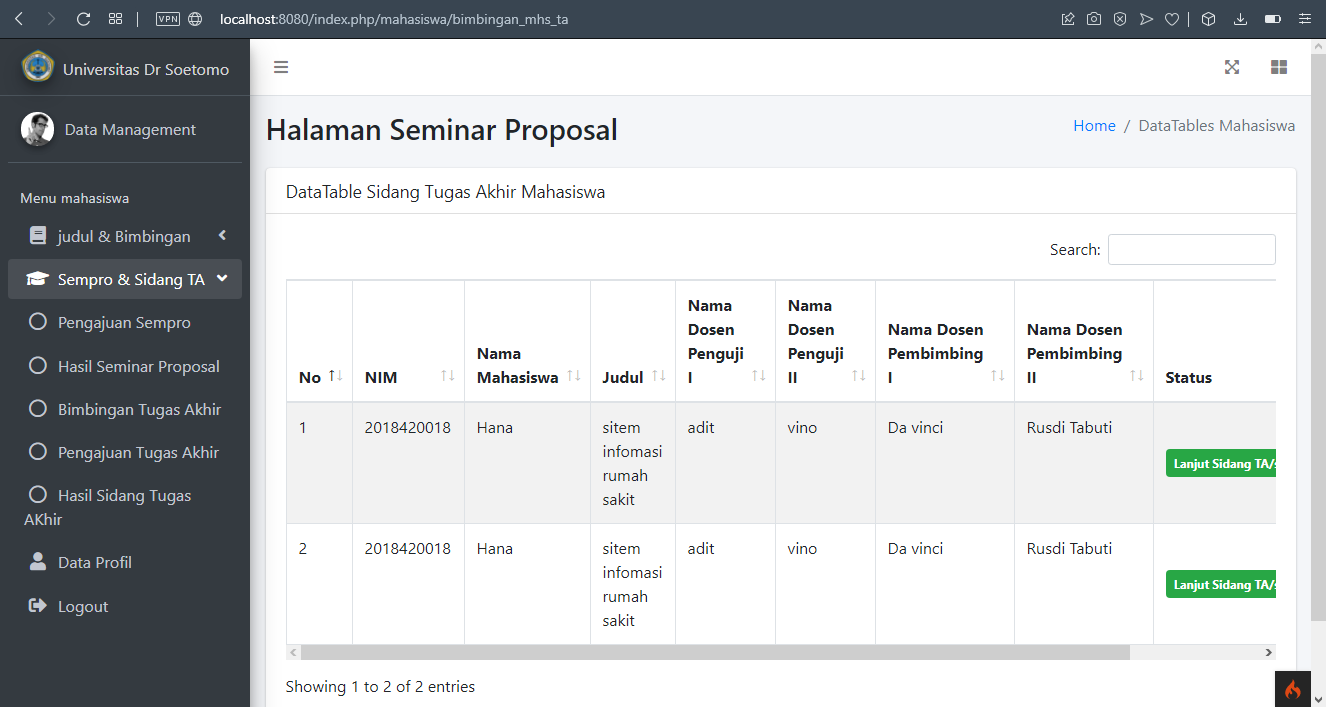 VPN
localhost:8080/index.php/mahasiswa/bimbingan_mhs_ta
Universitas Dr Soetomo
Data Management
Menu mahasiswa
judul & Bimbingan
Sempro & Sidang TA
Pengajuan Sempro
Hasil Seminar Proposal
Bimbingan Tugas Akhir
Pengajuan Tugas Akhir
Hasil Sidang Tugas
AKhir
Data Profil
Logout
Halaman Seminar Proposal
Home / DataTables Mahasiswa
DataTable Sidang Tugas Akhir Mahasiswa
Search:
No
NIM
Nama
Mahasiswa
Judul
Nama
Dosen
Penguji
I
Nama
Dosen
Penguji
II
Nama Dosen
Pembimbing
I
Nama Dosen
Pembimbing
II
Status
1
2018420018
Hana
sitem
infomasi
rumah
sakit
adit
vino
Da vinci
Rusdi Tabuti
Lanjut Sidang TA/
2
2018420018
Hana
sitem
infomasi
rumah
sakit
adit
vino
Da vinci
Rusdi Tabuti
Lanjut Sidang TA/
Showing 1 to 2 of 2 entries